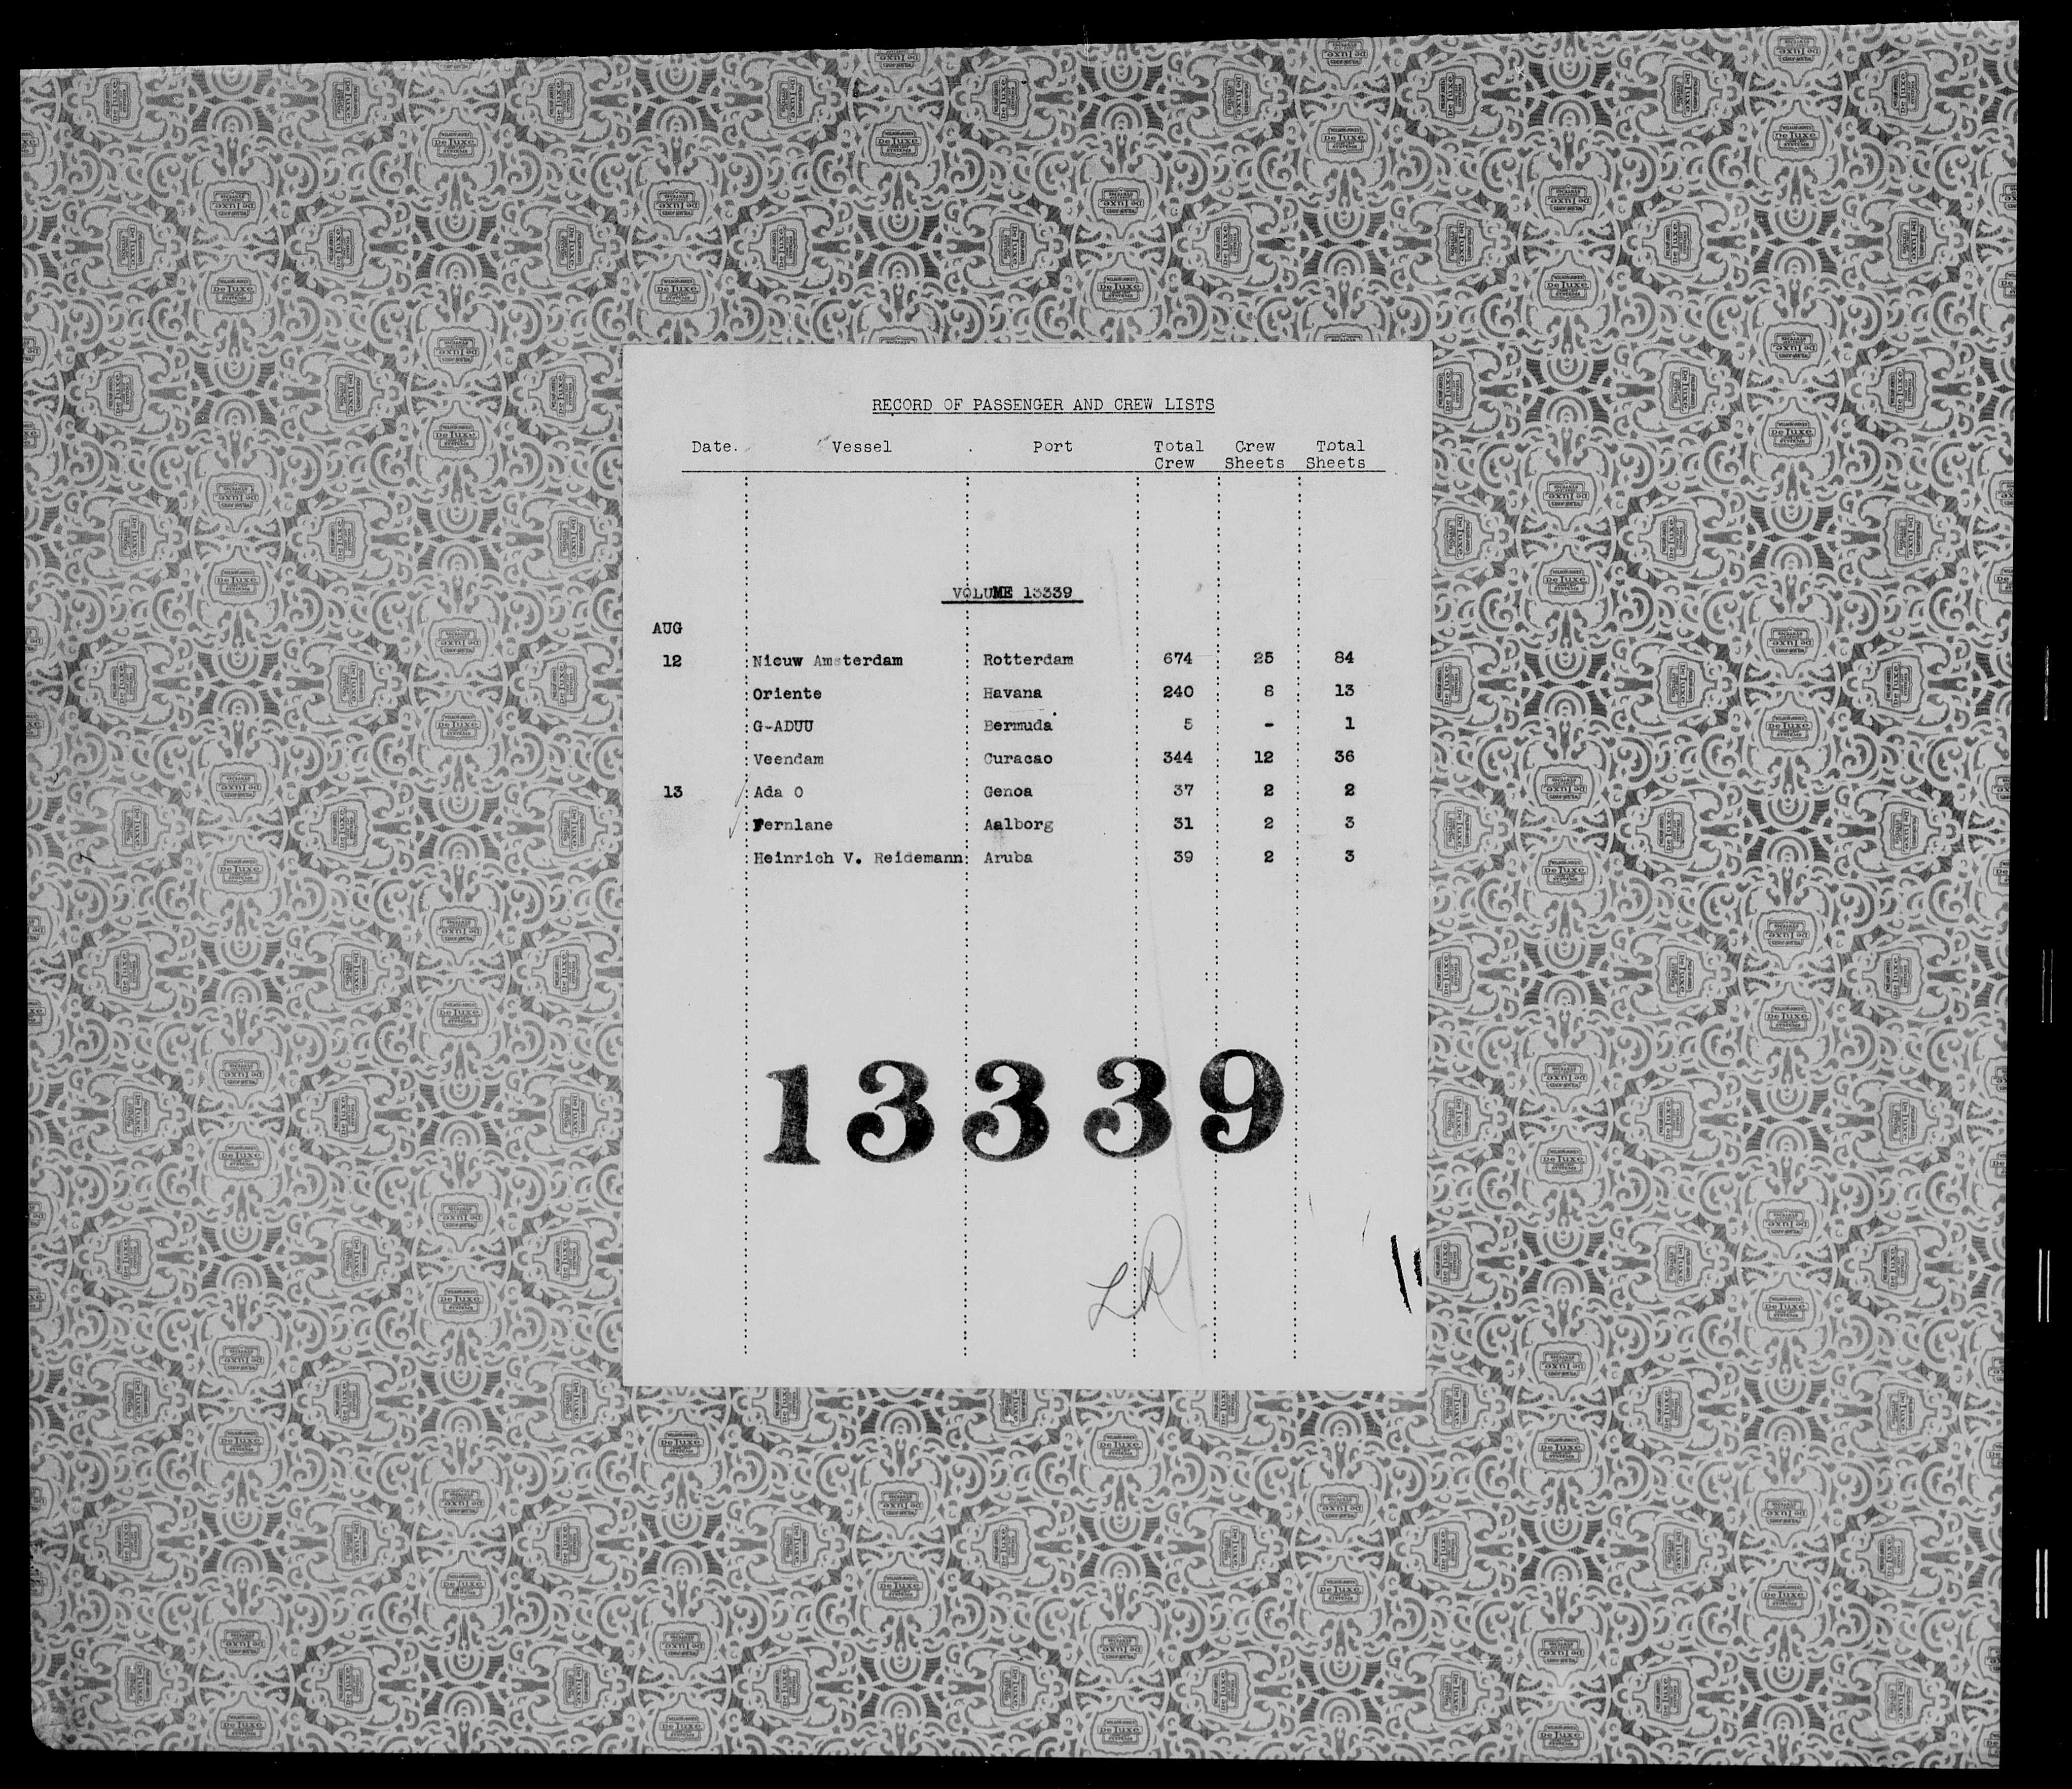 RECORD OF PASSENGER AND CREW LISTS
Date. Vessel Port Total Crew Crew Sheets Total Sheets
VOLUME 13339
AUG
12 Nieuw Amsterdam Rotterdam 674 25 84
Oriente Havana 240 8 13
G-ADUU Bermuda 5 - 1
Veendam Curacao 344 12 36
13 Ada O Genoa 37 2 2
Fernlane Aalborg 31 2 3
Heinrich V. Reidemann Aruba 39 2 3
13339
LR
De Luxe